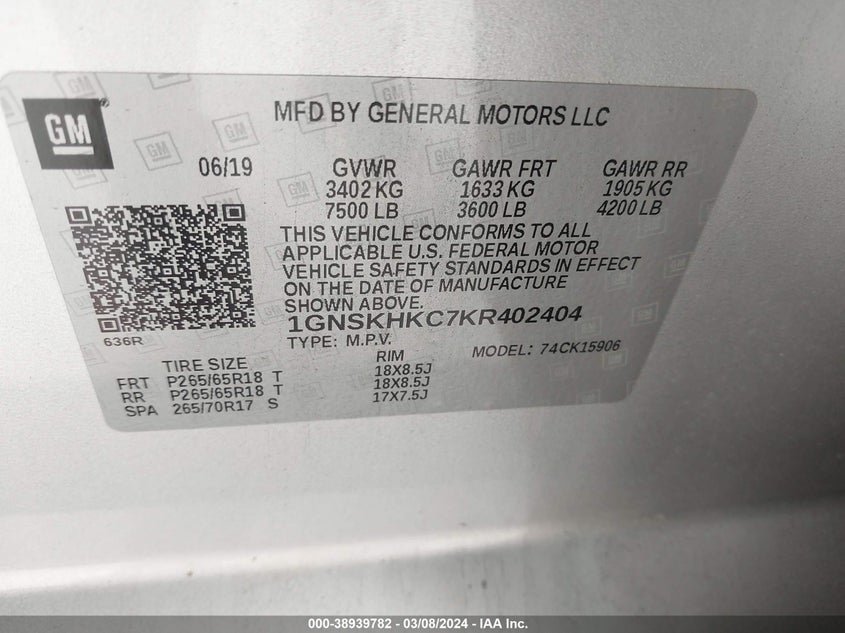 GM
MFD BY GENERAL MOTORS LLC
06/19 GVWR GAWR FRT GAWR RR
3402 KG 1633 KG 1905 KG
7500 LB 3600 LB 4200 LB
THIS VEHICLE CONFORMS TO ALL
APPLICABLE U.S. FEDERAL MOTOR
VEHICLE SAFETY STANDARDS IN EFFECT
ON THE DATE OF MANUFACTURE
SHOWN ABOVE.
1GNSKHKC7KR402404
636R
TYPE: M.P.V. MODEL: 74CK15906
TIRE SIZE RIM
FRT P265/65R18 T 18X8.5J
RR P265/65R18 T 18X8.5J
SPA 265/70R17 S 17X7.5J
000-38939782 - 03/08/2024 - IAA Inc.